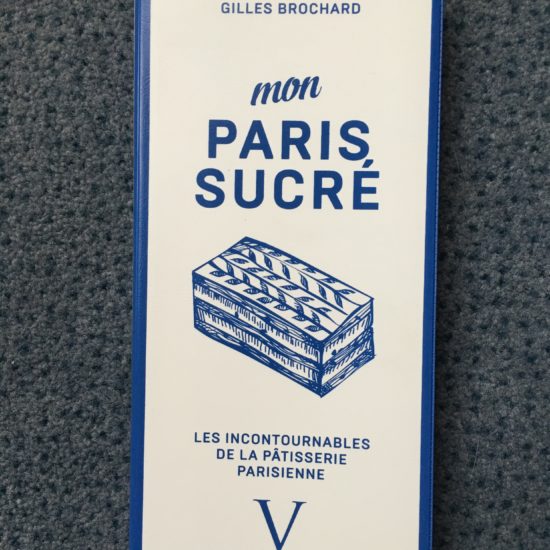 GILLES BROCHARD
mon
PARIS
SUCRÉ
LES INCONTOURNABLES
DE LA PÂTISSERIE
PARISIENNE
V